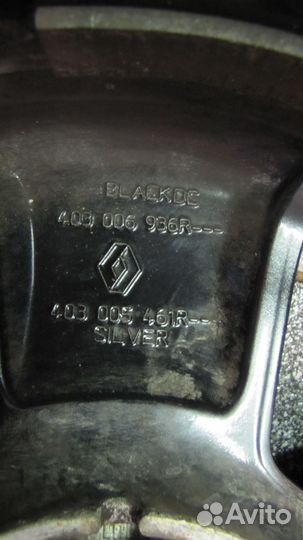 BLACKDC
403 006 936R---
403 005 461R---
SILVER
Avito